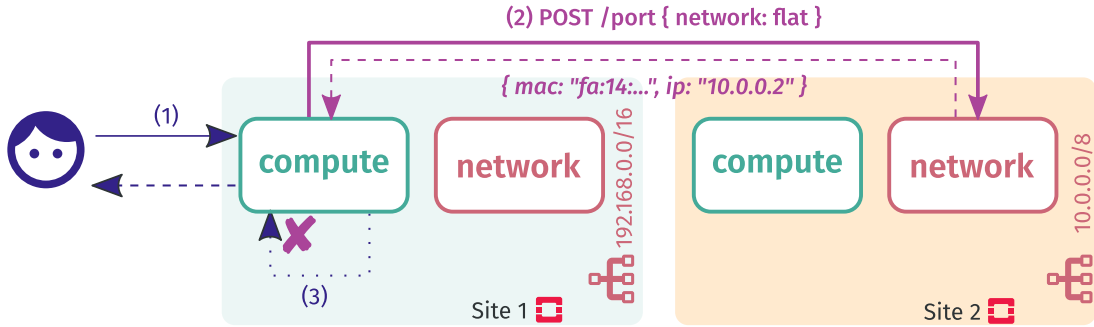 (2) POST /port { network: flat }
{ mac: "fa:14:...", ip: "10.0.0.2" }
(1)
compute
network
192.168.0.0/16
compute
network
10.0.0.0/8
(3)
Site 1
Site 2